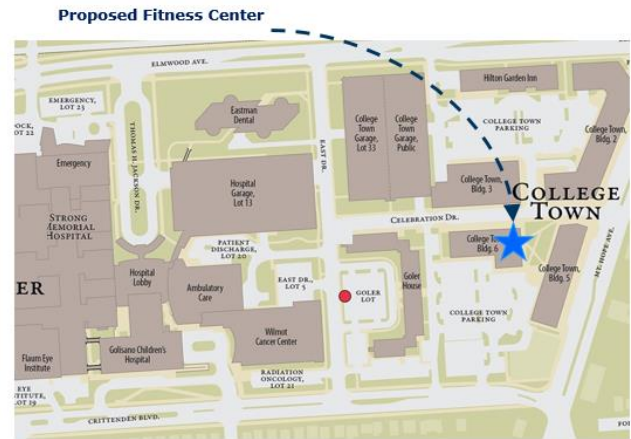 Proposed Fitness Center
ELMWOOD AVE.
EMERGENCY,
LOT 23
LOT 22
Emergency
THOMAS H. JACKSON DR.
Eastman
Dental
EAST DR.
College
Town
Garage,
Lot 33
College
Town
Garage,
Public
Hilton Garden Inn
COLLEGE TOWN
PARKING
College Town,
Bldg. 2
STRONG
MEMORIAL
HOSPITAL
Hospital
Garage,
Lot 13
College Town,
Bldg. 3
COLLEGE
TOWN
CELEBRATION DR.
MT. HOPE AVE.
Hospital
Lobby
PATIENT
DISCHARGE,
LOT 20
Ambulatory
Care
EAST DR.,
LOT 5
GOLER
LOT
Goler
House
Bldg. 6
College Town,
Bldg. 5
COLLEGE TOWN
PARKING
ER
Flaum Eye
Institute
Golisano Children's
Hospital
Wilmot
Cancer Center
RADIATION
ONCOLOGY,
LOT 21
EYE
LOT 19
CRITTENDEN BLVD.